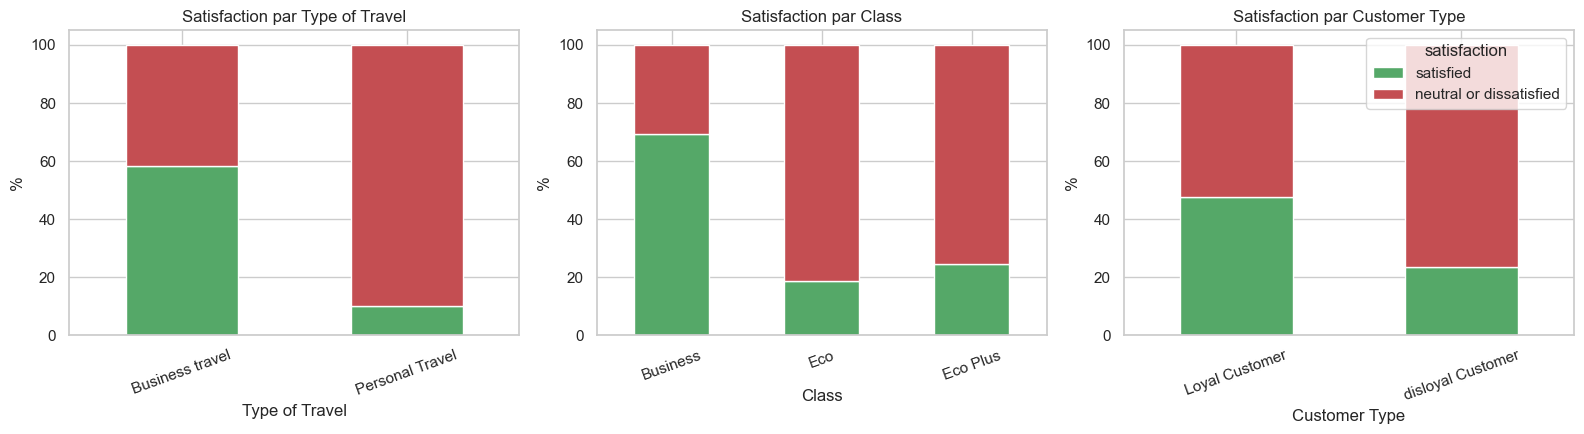 Satisfaction par Type of Travel
100
80
60
40
20
0
%
Business travel
Personal Travel
Type of Travel
Satisfaction par Class
100
80
60
40
20
0
%
Business
Eco
Eco Plus
Class
Satisfaction par Customer Type
satisfaction
satisfied
neutral or dissatisfied
100
80
60
40
20
0
%
Loyal Customer
disloyal Customer
Customer Type